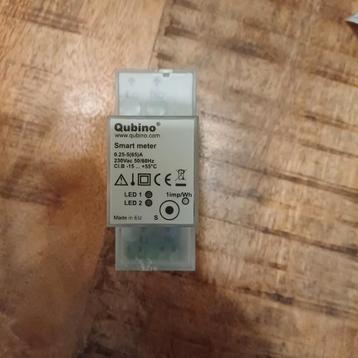 Qubino®
www.qubino.com
Smart meter
0.25-5(65)A
230Vac 50/60Hz
Cl.B -15 ... +55°C
LED 1
1imp/Wh
LED 2
Made in EU
S